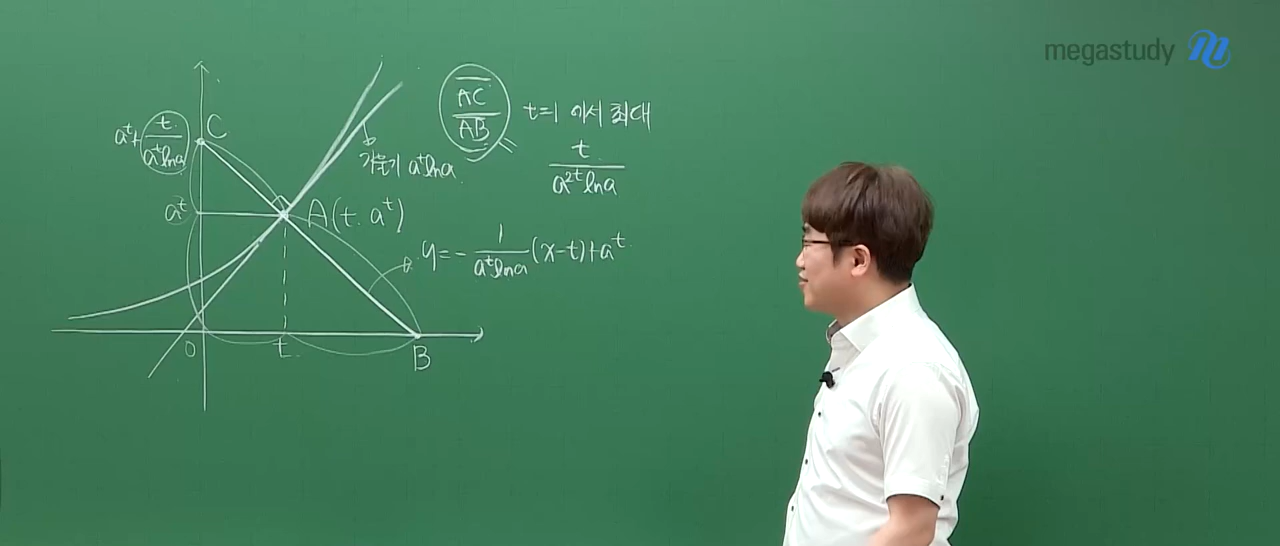 megastudy
C
a^t + t/(a^t ln a)
AC/AB
t=1 에서 최대
t/(a^{2t} ln a)
기울기 a^t ln a
a^t
A(t, a^t)
y = - 1/(a^t ln a) (x-t) + a^t
O
t
B